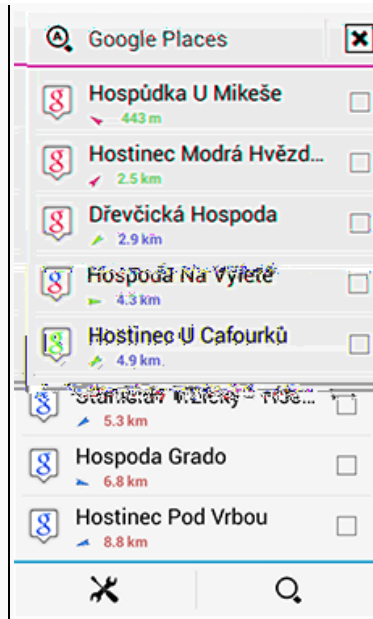 Google Places
Hospůdka U Mikeše
443 m
Hostinec Modrá Hvězd...
2.5 km
Dřevčická Hospoda
2.9 km
Hospoda Na Výletě
4.3 km
Hostinec U Cafourků
4.9 km
5.3 km
Hospoda Grado
6.8 km
Hostinec Pod Vrbou
8.8 km